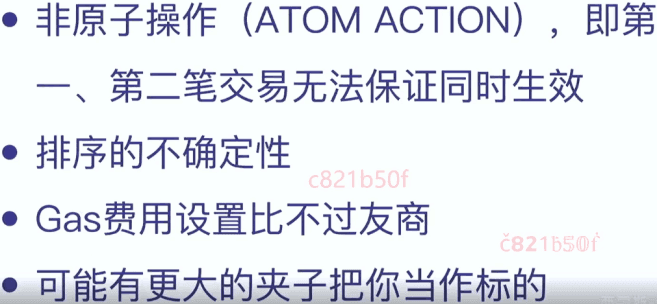 • 非原子操作（ATOM ACTION），即第
一、第二笔交易无法保证同时生效
• 排序的不确定性
c821b50f
• Gas费用设置比不过友商
c821b50f
• 可能有更大的夹子把你当作标的